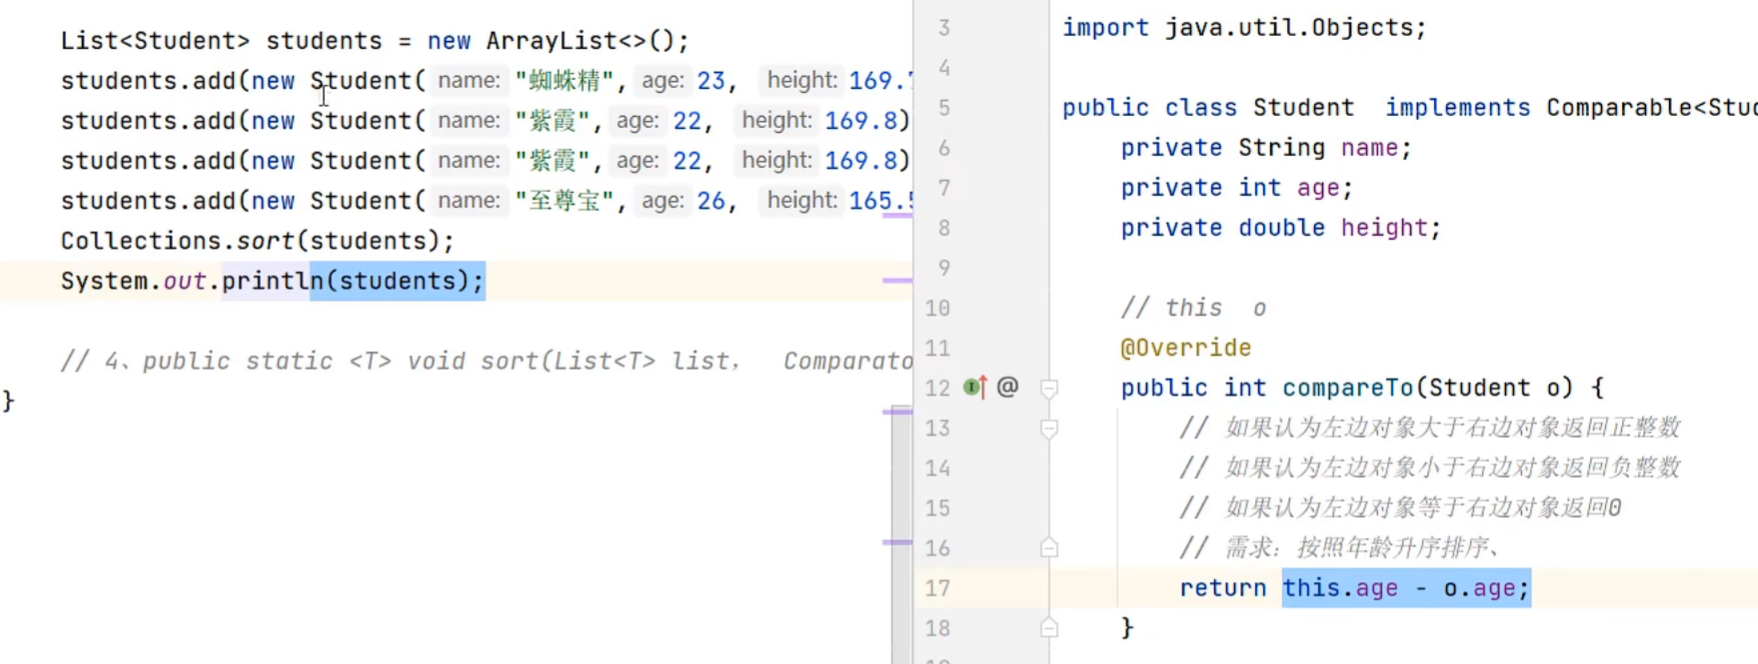 List<Student> students = new ArrayList<>();
students.add(new Student( name: "蜘蛛精", age: 23, height: 169.7
students.add(new Student( name: "紫霞", age: 22, height: 169.8)
students.add(new Student( name: "紫霞", age: 22, height: 169.8)
students.add(new Student( name: "至尊宝", age: 26, height: 165.5
Collections.sort(students);
System.out.println(students);
// 4、public static <T> void sort(List<T> list， Comparato
}
3 import java.util.Objects;
4
5 public class Student implements Comparable<Stu
6 private String name;
7 private int age;
8 private double height;
9
10 // this o
11 @Override
12 @ public int compareTo(Student o) {
13 // 如果认为左边对象大于右边对象返回正整数
14 // 如果认为左边对象小于右边对象返回负整数
15 // 如果认为左边对象等于右边对象返回0
16 // 需求：按照年龄升序排序、
17 return this.age - o.age;
18 }